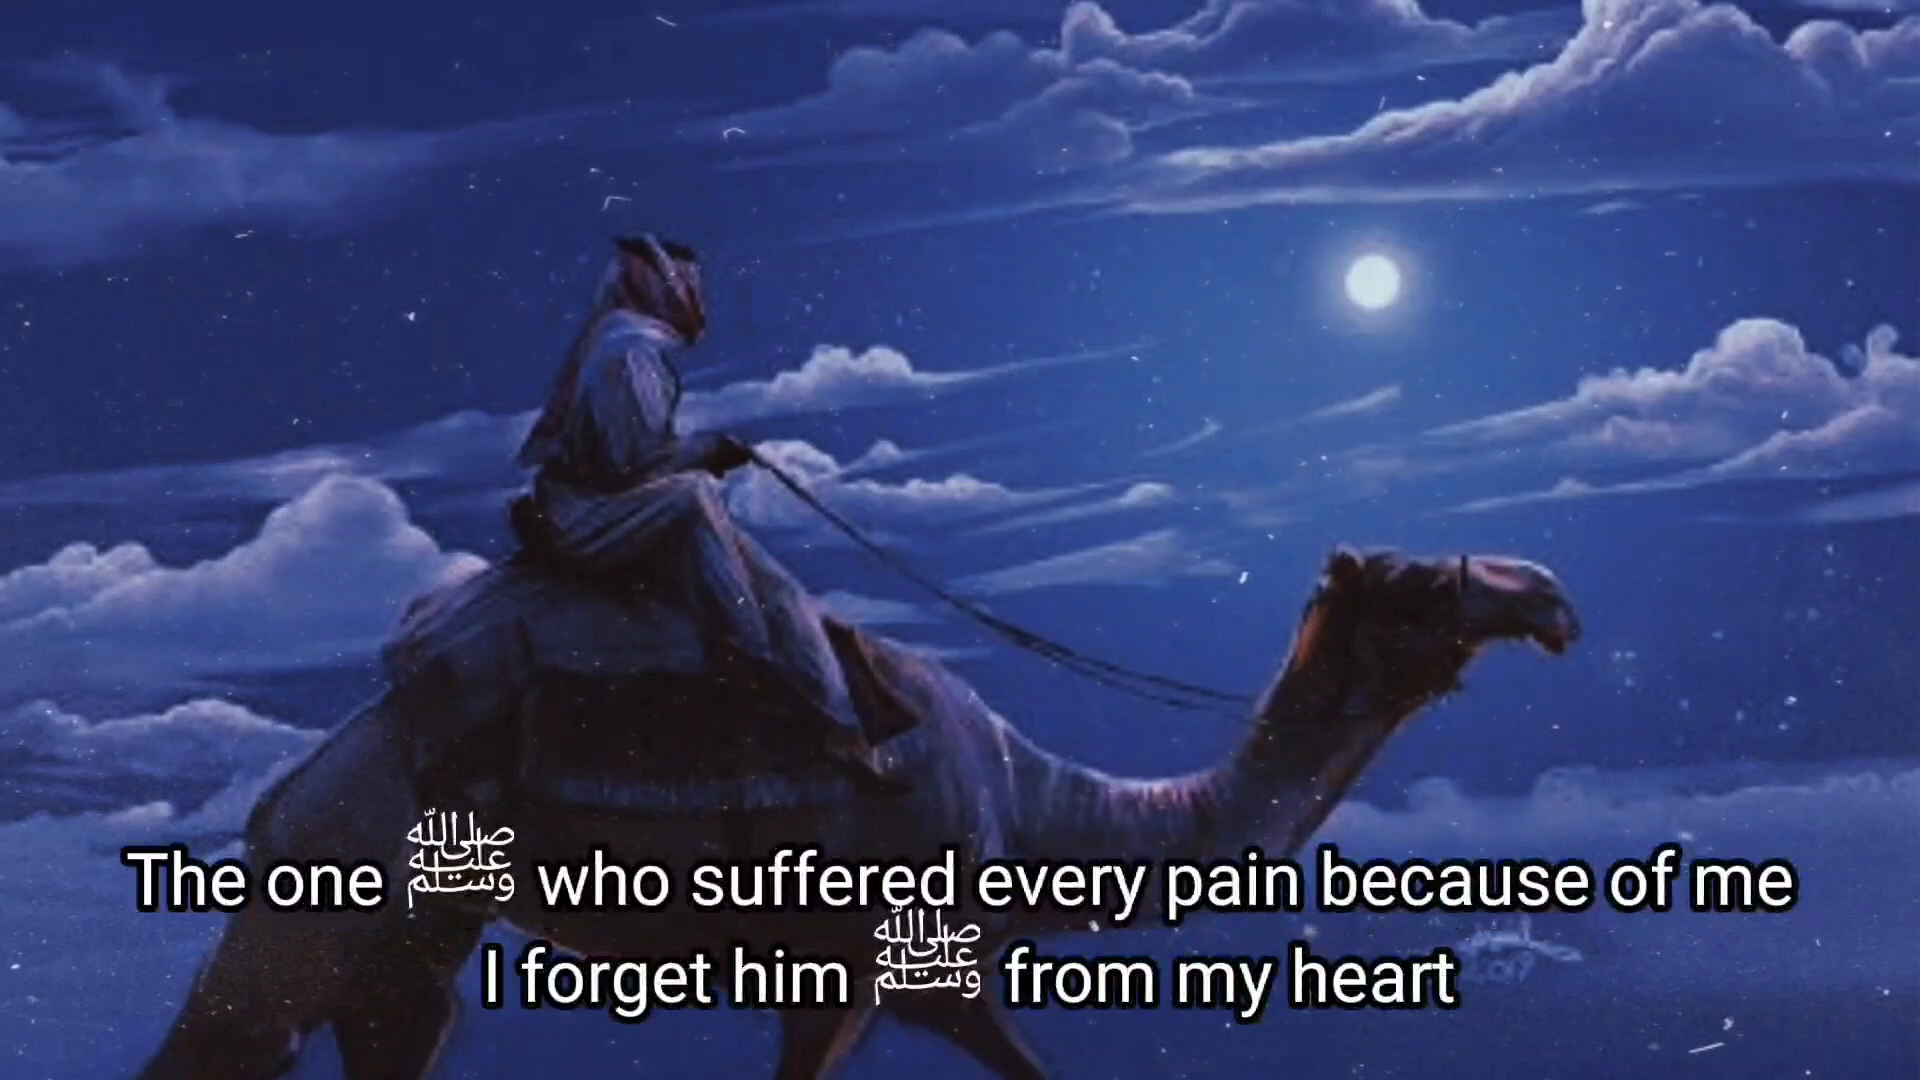 The one ﷺ who suffered every pain because of me
I forget him ﷺ from my heart